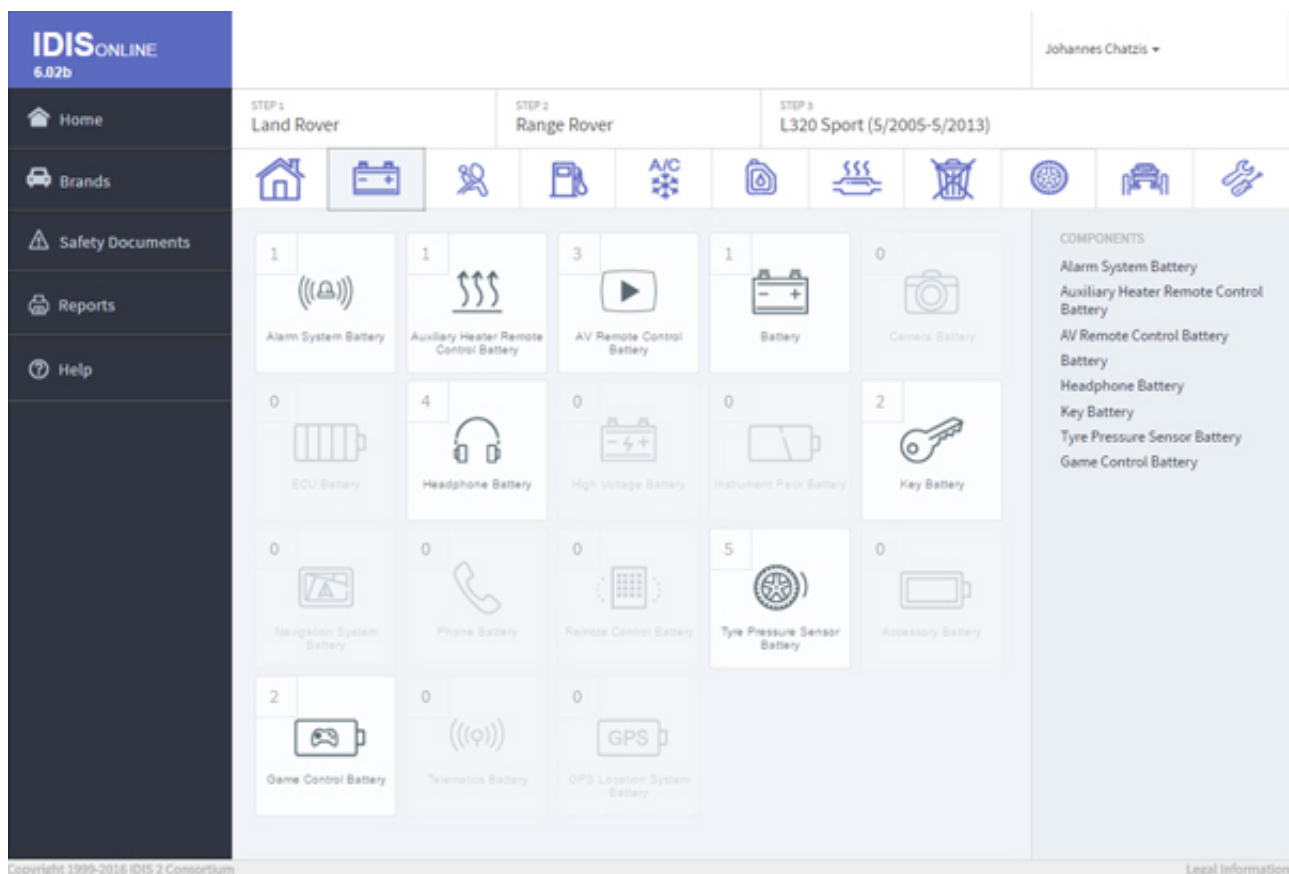 IDISONLINE
6.02b
Johannes Chatzis
Home
Brands
Safety Documents
Reports
Help
STEP 1
Land Rover
STEP 2
Range Rover
STEP 3
L320 Sport (5/2005-5/2013)
A/C
1
Alarm System Battery
1
Auxiliary Heater Remote
Control Battery
3
AV Remote Control
Battery
1
Battery
0
Camera Battery
0
ECU Battery
4
Headphone Battery
0
High Voltage Battery
0
Instrument Pack Battery
2
Key Battery
0
Navigation System
Battery
0
Phone Battery
0
Remote Control Battery
5
Tyre Pressure Sensor
Battery
0
Accessory Battery
2
Game Control Battery
0
Telematics Battery
0
GPS
GPS Location System
Battery
COMPONENTS
Alarm System Battery
Auxiliary Heater Remote Control
Battery
AV Remote Control Battery
Battery
Headphone Battery
Key Battery
Tyre Pressure Sensor Battery
Game Control Battery
Copyright 1999-2016 IDIS 2 Consortium
Legal Information